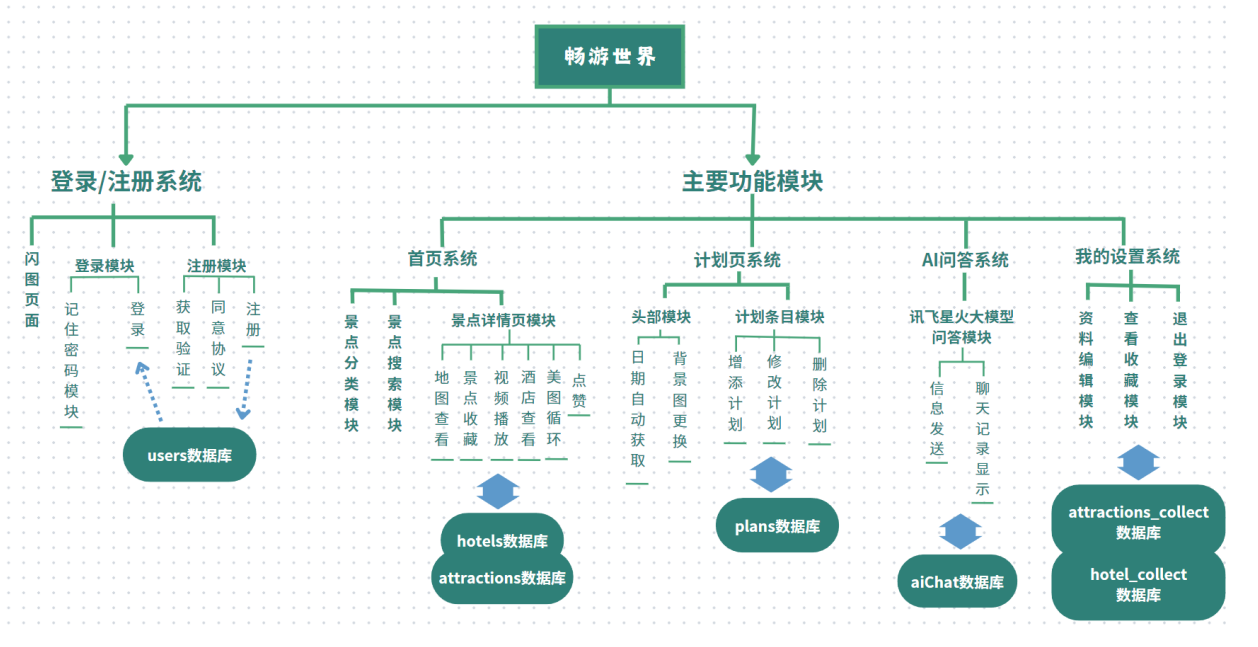 畅游世界
登录/注册系统
主要功能模块
闪图页面
登录模块
注册模块
记住密码模块
登录
获取验证
同意协议
注册
users数据库
首页系统
计划页系统
AI问答系统
我的设置系统
景点分类模块
景点搜索模块
景点详情页模块
地图查看
景点收藏
视频播放
酒店查看
美图循环
点赞
hotels数据库
attractions数据库
头部模块
计划条目模块
日期自动获取
背景图更换
增添计划
修改计划
删除计划
plans数据库
讯飞星火大模型
问答模块
信息发送
聊天记录显示
aiChat数据库
资料编辑模块
查看收藏模块
退出登录模块
attractions_collect
数据库
hotel_collect
数据库